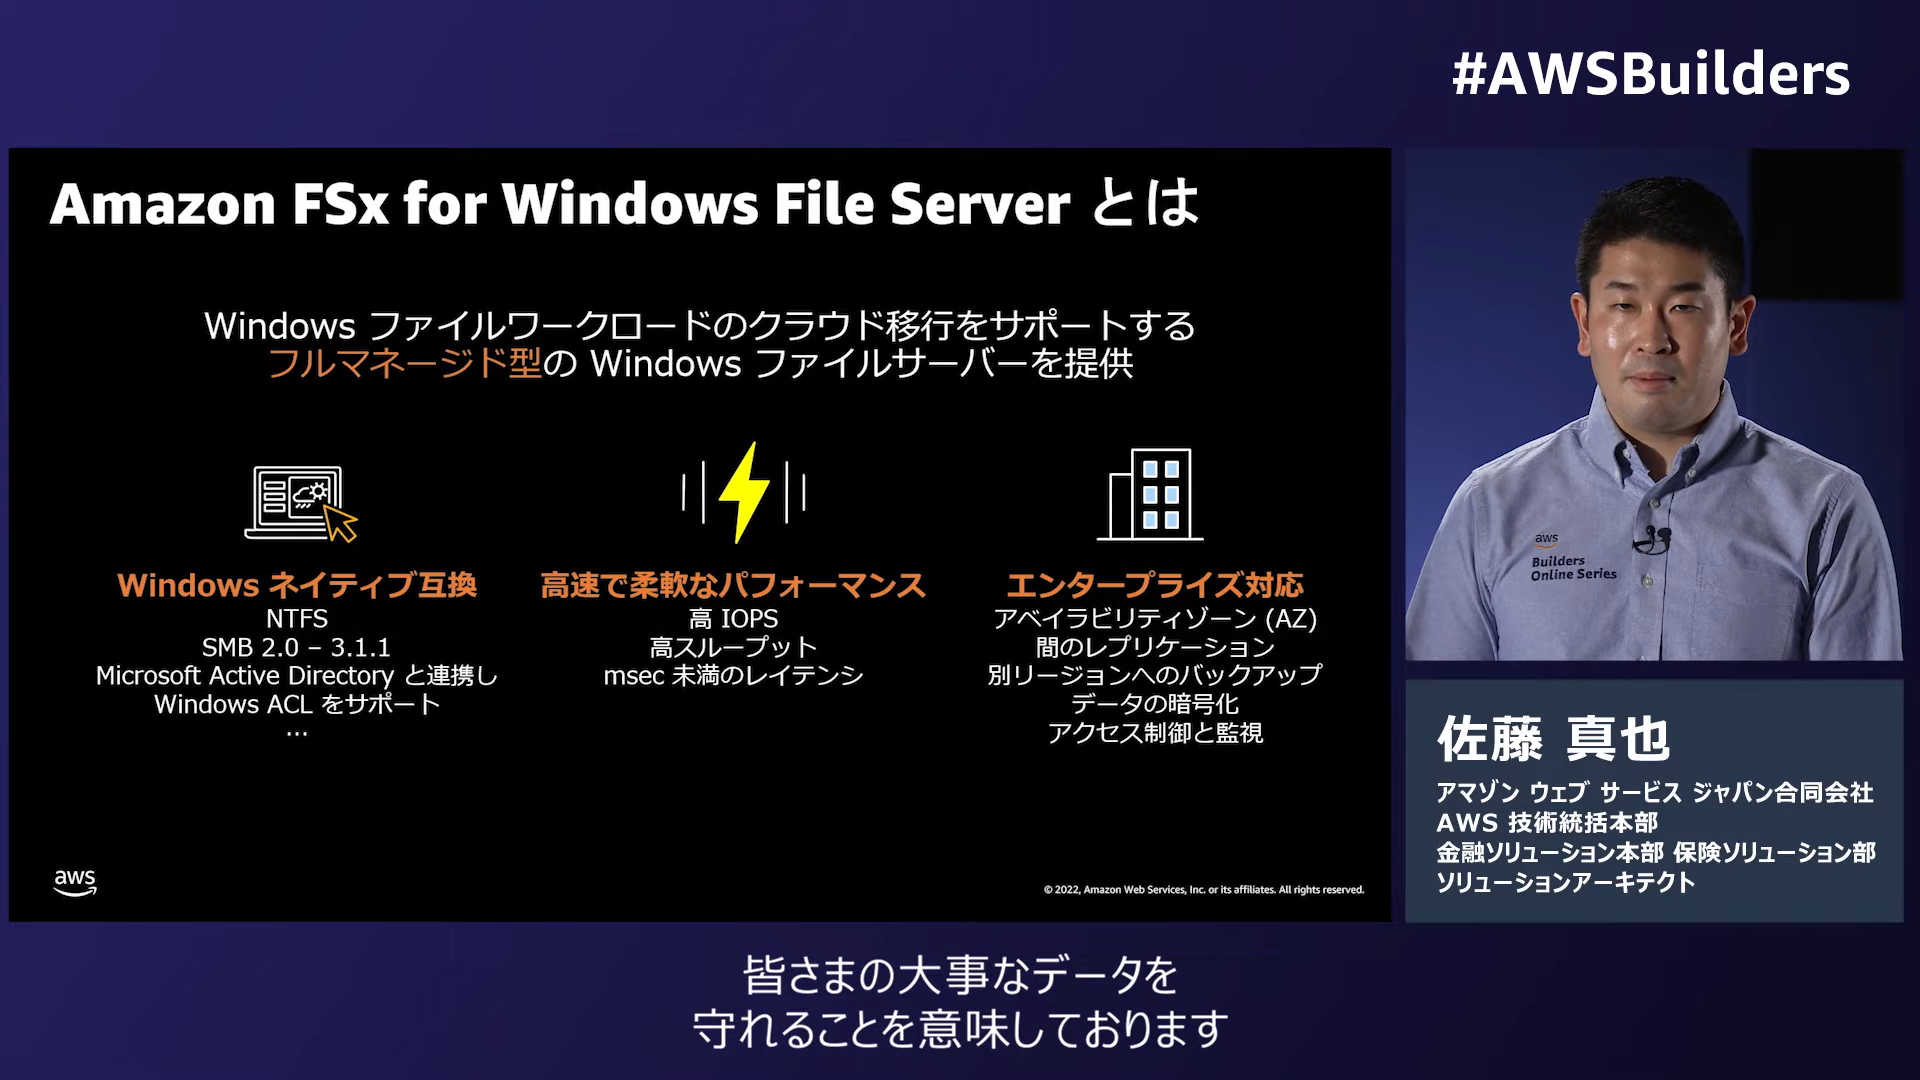 #AWSBuilders
Amazon FSx for Windows File Server とは
Windows ファイルワークロードのクラウド移行をサポートする
フルマネージド型の Windows ファイルサーバーを提供
Windows ネイティブ互換
NTFS
SMB 2.0 – 3.1.1
Microsoft Active Directory と連携し
Windows ACL をサポート
…
高速で柔軟なパフォーマンス
高 IOPS
高スループット
msec 未満のレイテンシ
エンタープライズ対応
アベイラビリティゾーン (AZ)
間のレプリケーション
別リージョンへのバックアップ
データの暗号化
アクセス制御と監視
aws
© 2022, Amazon Web Services, Inc. or its affiliates. All rights reserved.
aws
Builders
Online Series
佐藤 真也
アマゾン ウェブ サービス ジャパン合同会社
AWS 技術統括本部
金融ソリューション本部 保険ソリューション部
ソリューションアーキテクト
皆さまの大事なデータを
守れることを意味しております